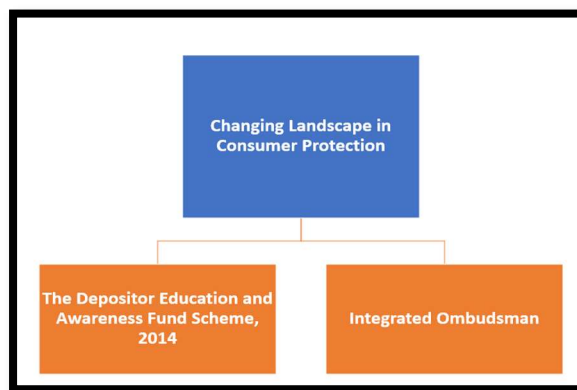 Changing Landscape in
Consumer Protection
The Depositor Education and
Awareness Fund Scheme,
2014
Integrated Ombudsman